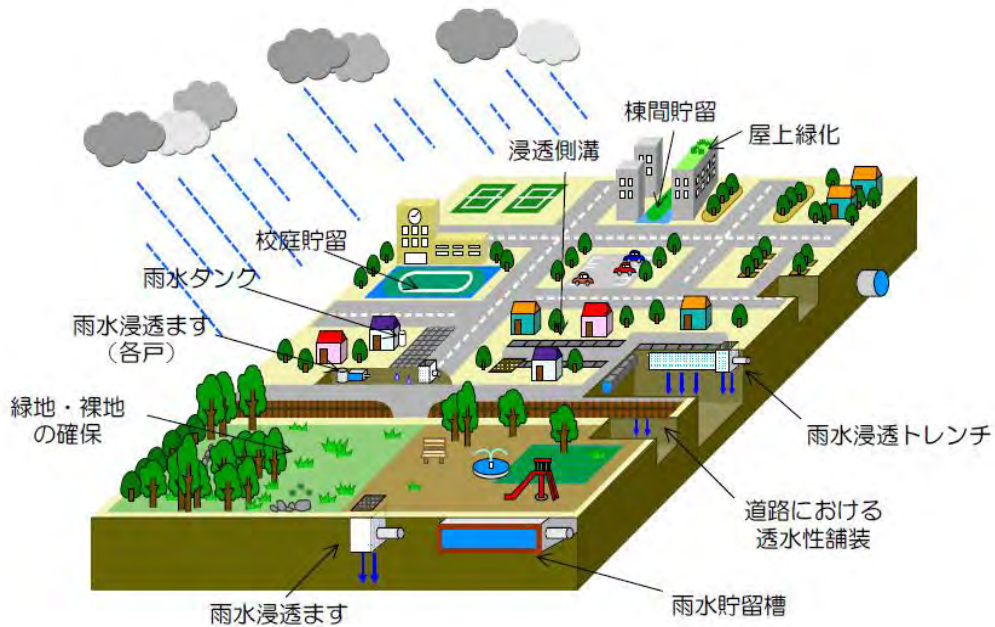 棟間貯留
屋上緑化
浸透側溝
校庭貯留
雨水タンク
雨水浸透ます
(各戸)
緑地・裸地
の確保
雨水浸透トレンチ
道路における
透水性舗装
雨水貯留槽
雨水浸透ます